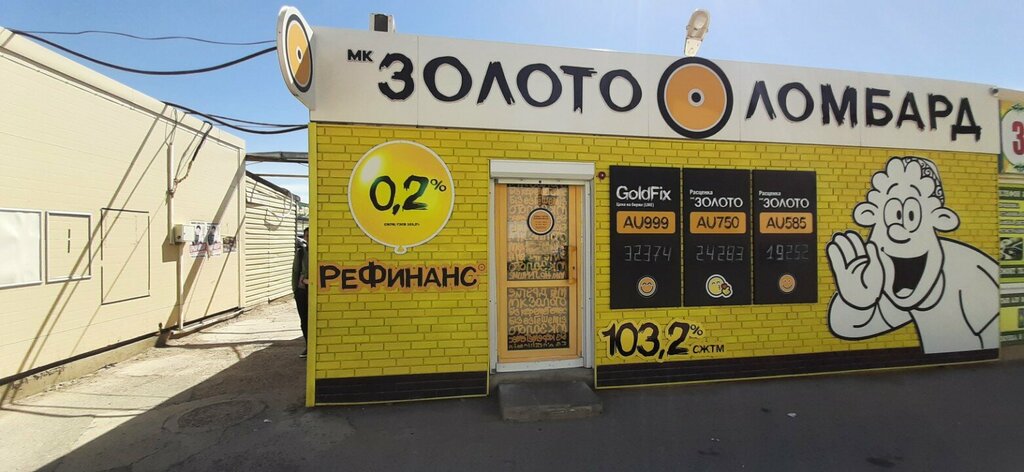 МК ЗОЛОТО ЛОМБАРД
0,2%
РЕФИНАНС
GoldFix
AU999
32374
Расценка
ЗОЛОТО
AU750
24283
Расценка
ЗОЛОТО
AU585
19252
103,2%
СЖТМ